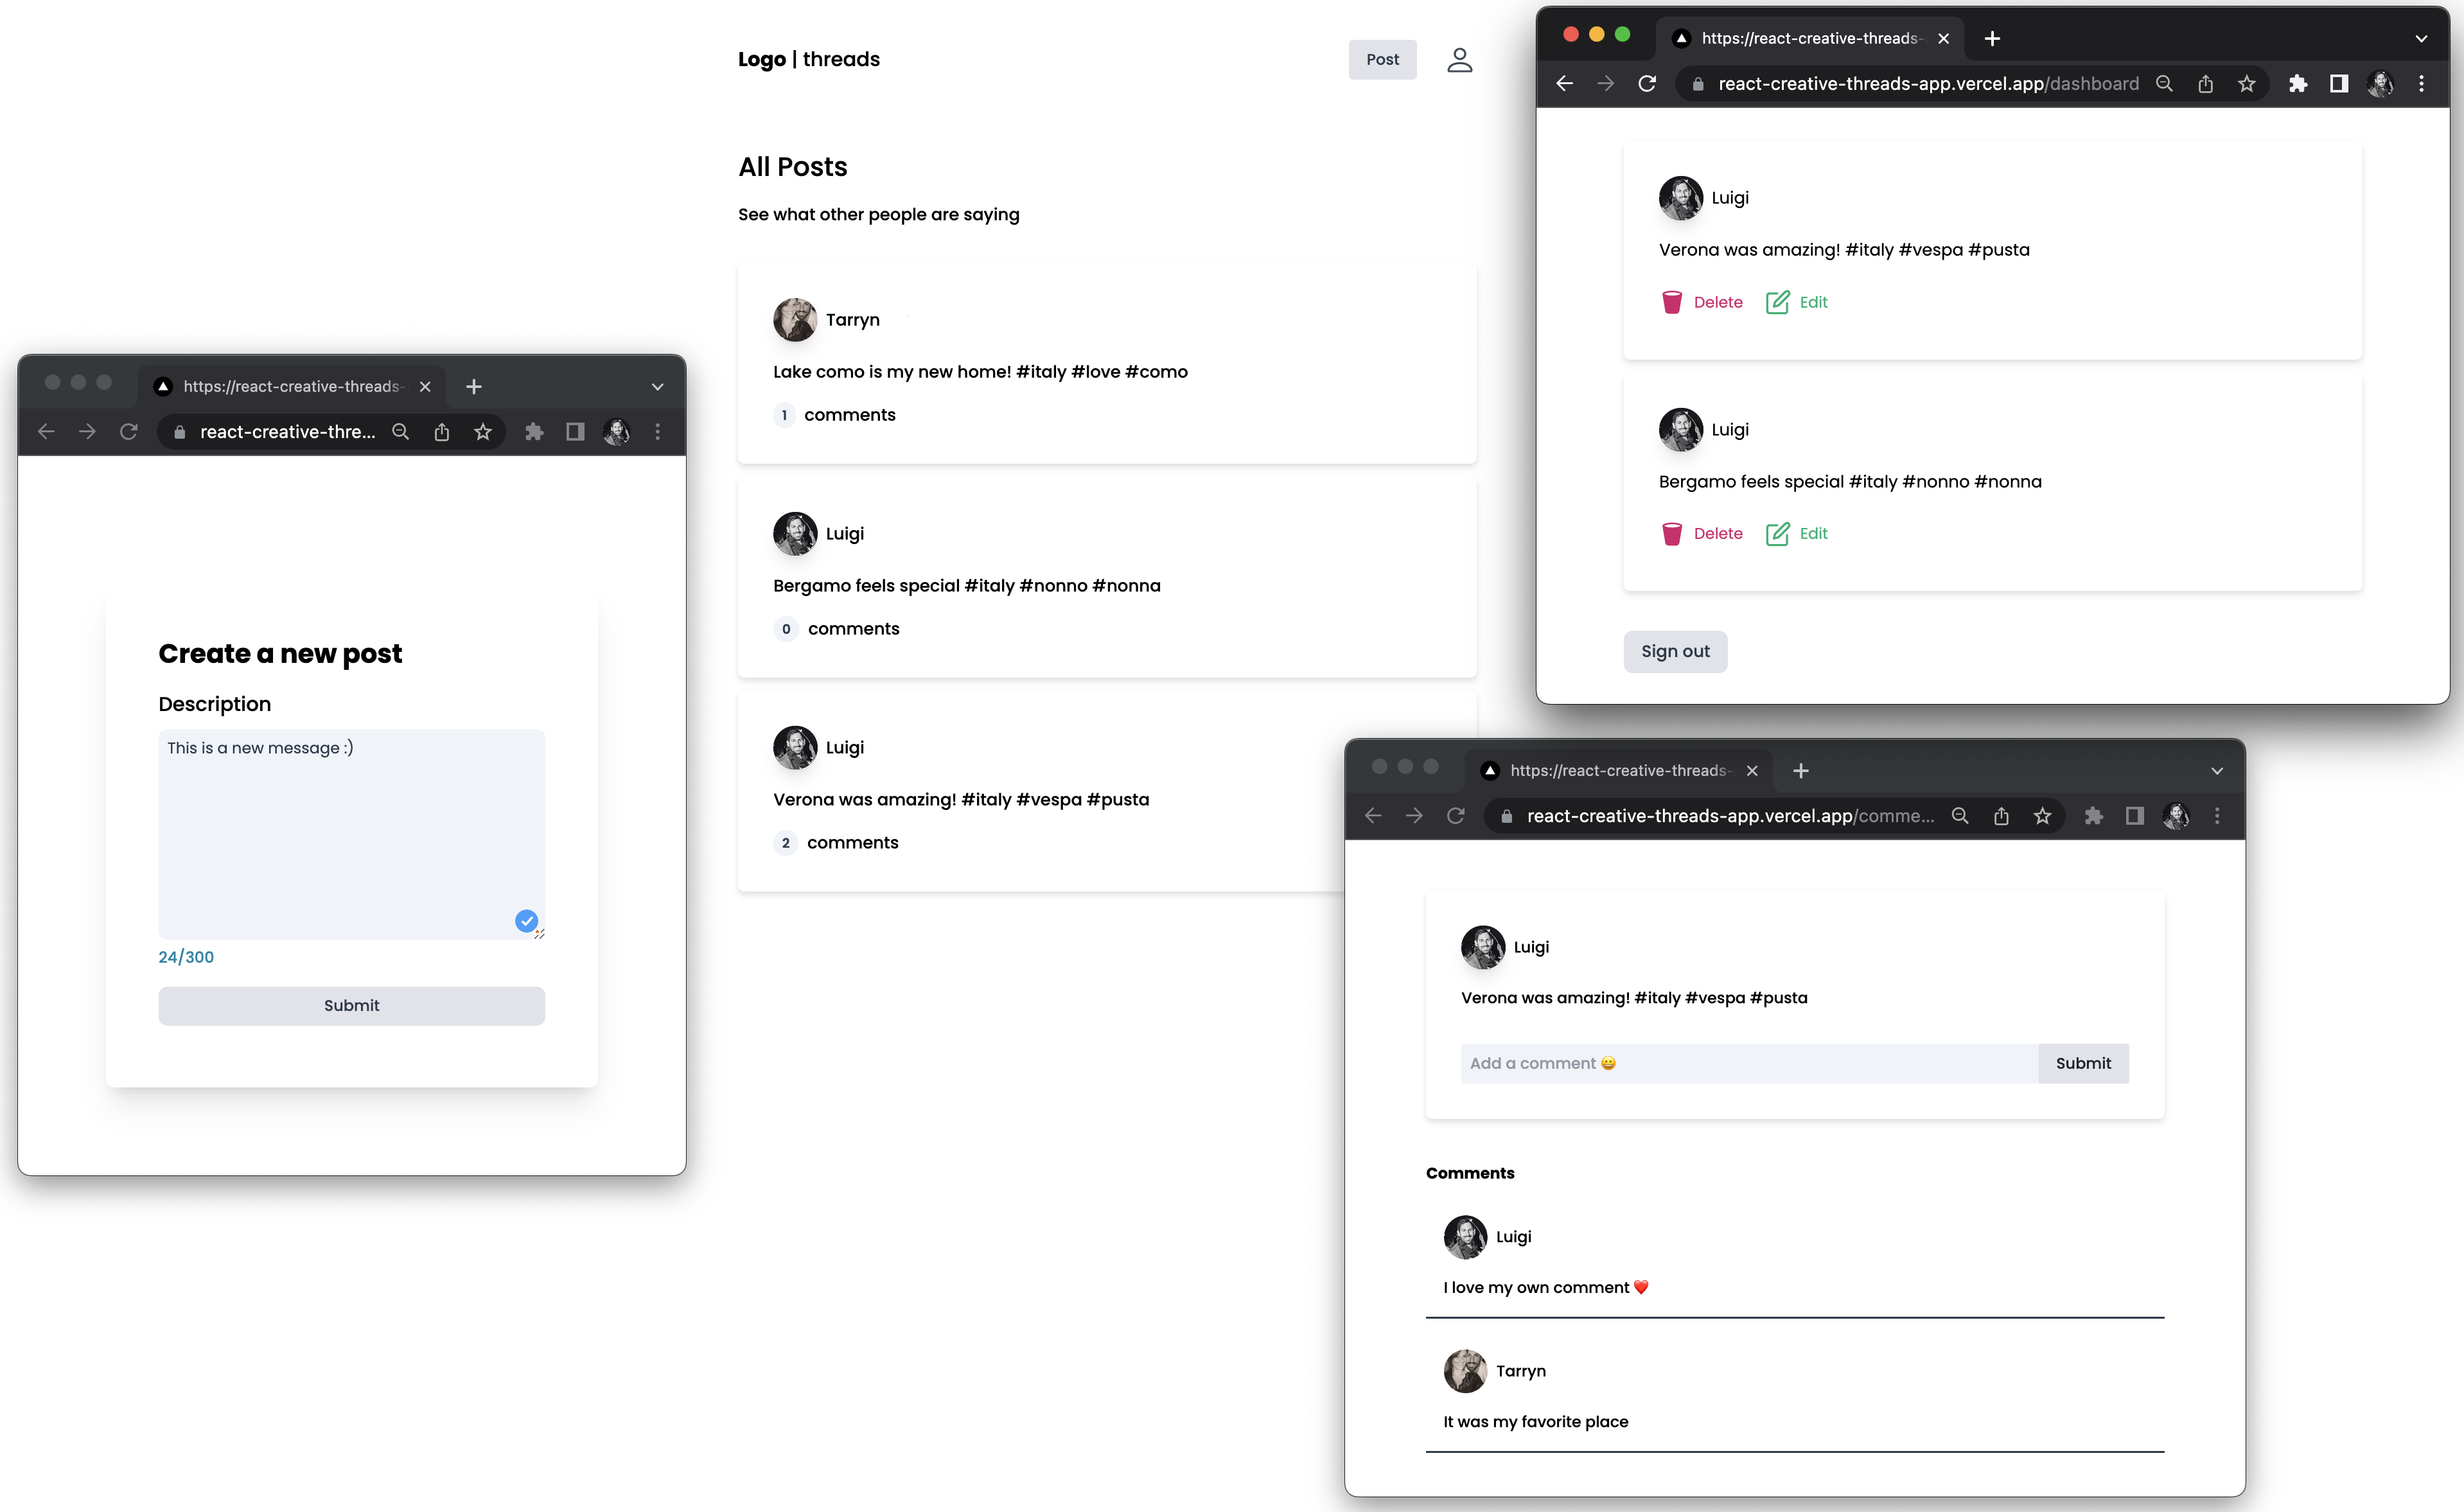 Logo | threads
Post
All Posts
See what other people are saying
Tarryn
Lake como is my new home! #italy #love #como
1 comments
Luigi
Bergamo feels special #italy #nonno #nonna
0 comments
Luigi
Verona was amazing! #italy #vespa #pusta
2 comments
https://react-creative-threads-
react-creative-thre...
Create a new post
Description
This is a new message :)
24/300
Submit
https://react-creative-threads-
react-creative-threads-app.vercel.app/dashboard
Luigi
Verona was amazing! #italy #vespa #pusta
Delete Edit
Luigi
Bergamo feels special #italy #nonno #nonna
Delete Edit
Sign out
https://react-creative-threads-
react-creative-threads-app.vercel.app/comme...
Luigi
Verona was amazing! #italy #vespa #pusta
Add a comment 😀 Submit
Comments
Luigi
I love my own comment ❤️
Tarryn
It was my favorite place